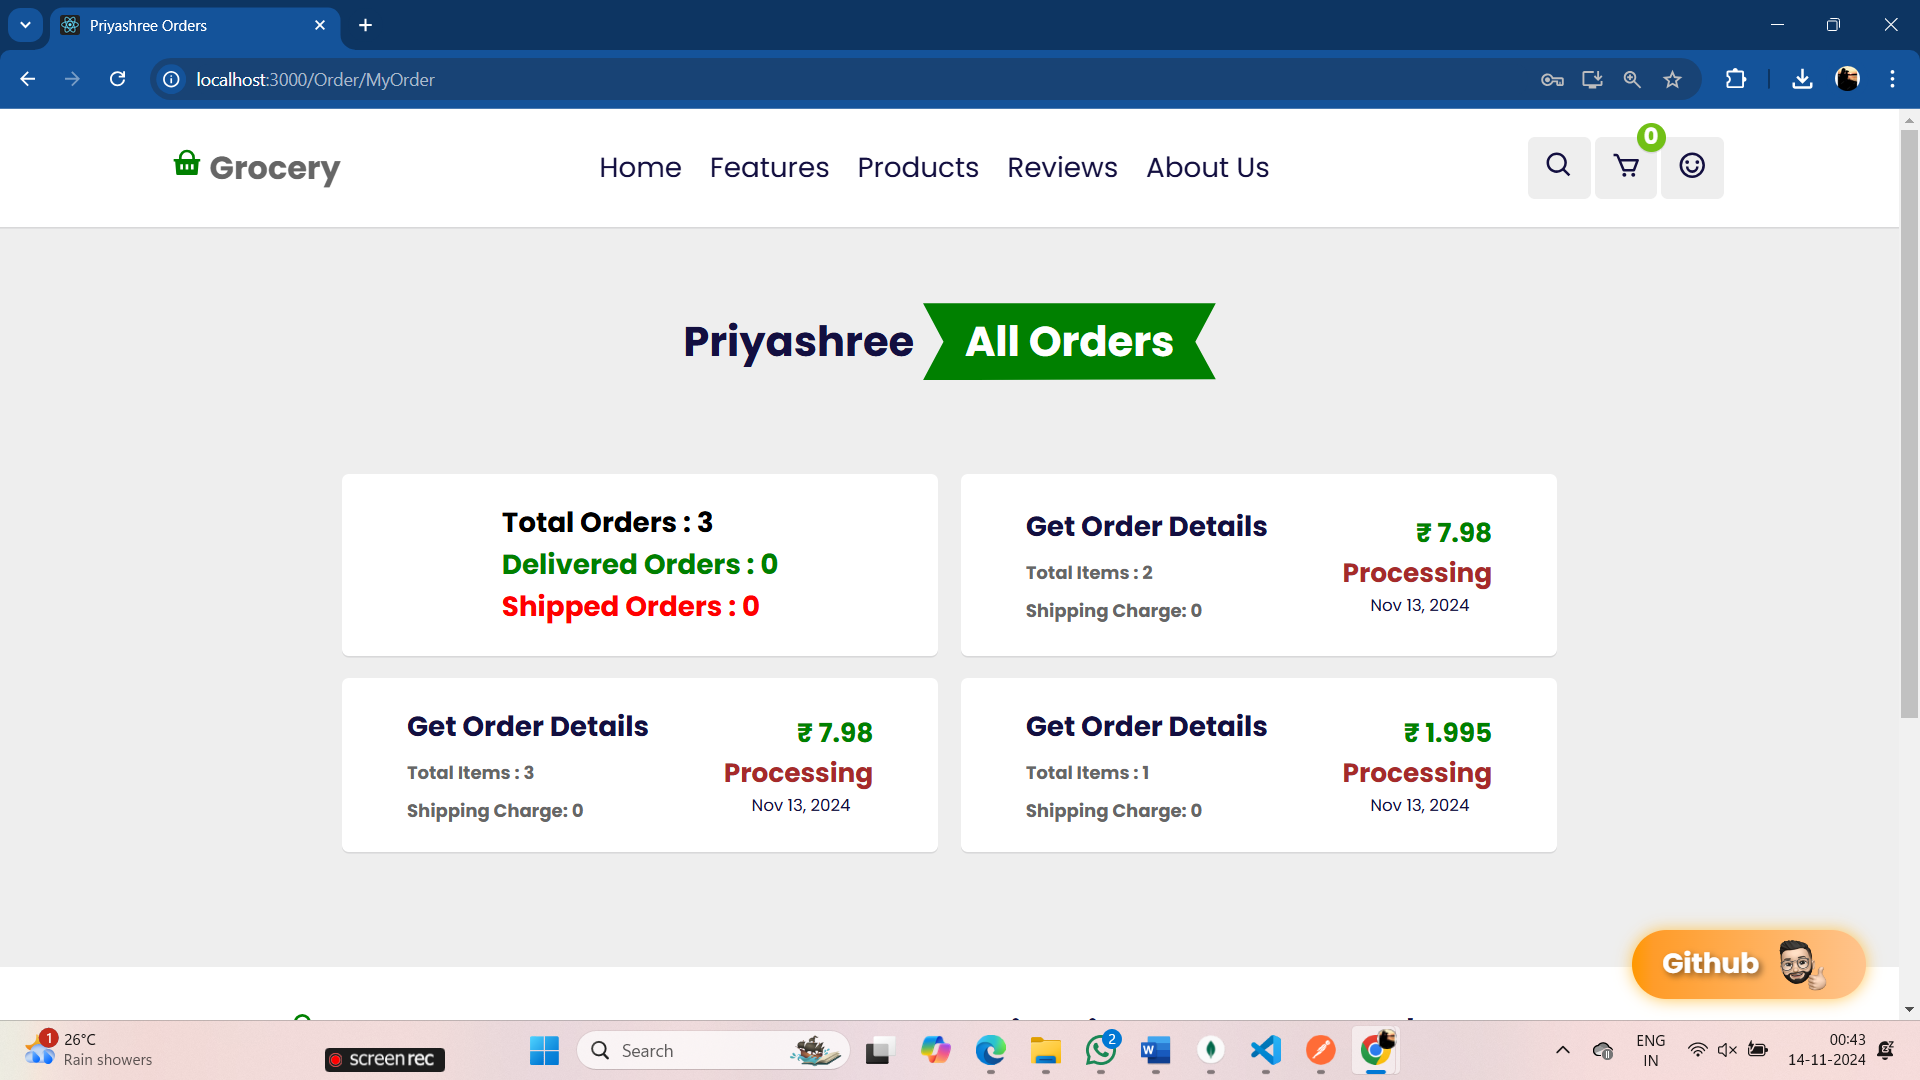 Priyashree Orders
localhost:3000/Order/MyOrder
Grocery
Home Features Products Reviews About Us
0
Priyashree All Orders
Total Orders : 3
Delivered Orders : 0
Shipped Orders : 0
Get Order Details
₹ 7.98
Total Items : 2
Processing
Shipping Charge: 0
Nov 13, 2024
Get Order Details
₹ 7.98
Total Items : 3
Processing
Shipping Charge: 0
Nov 13, 2024
Get Order Details
₹ 1.995
Total Items : 1
Processing
Shipping Charge: 0
Nov 13, 2024
Github
1
26°C
Rain showers
screenrec
Search
2
ENG
IN
00:43
14-11-2024